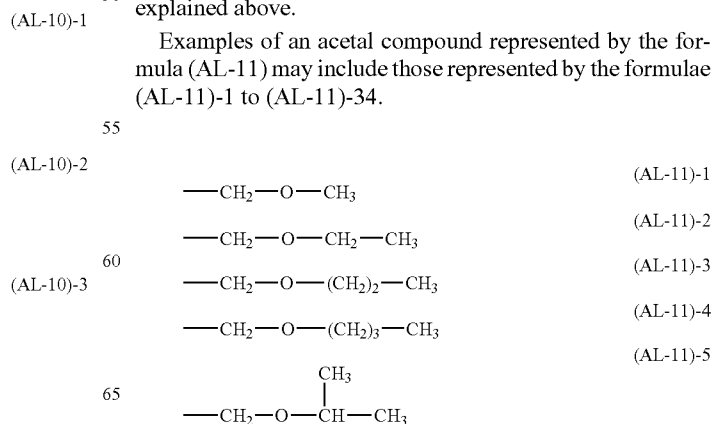 explained above.
(AL-10)-1
Examples of an acetal compound represented by the for-
mula (AL-11) may include those represented by the formulae
(AL-11)-1 to (AL-11)-34.
55
(AL-10)-2
(AL-11)-1
—CH₂—O—CH₃
(AL-11)-2
—CH₂—O—CH₂—CH₃
60
(AL-11)-3
(AL-10)-3
—CH₂—O—(CH₂)₂—CH₃
(AL-11)-4
—CH₂—O—(CH₂)₃—CH₃
(AL-11)-5
CH₃
65
—CH₂—O—CH—CH₃